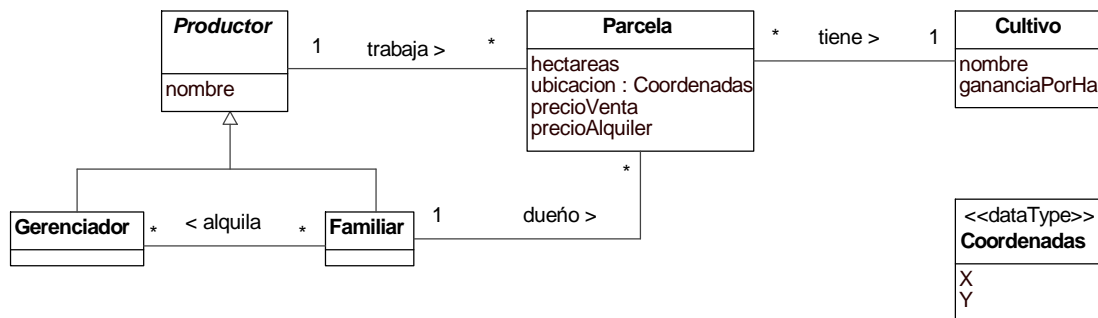 Productor
nombre
1
trabaja >
*
Parcela
hectareas
ubicacion : Coordenadas
precioVenta
precioAlquiler
*
tiene >
1
Cultivo
nombre
gananciaPorHa
*
Gerenciador
*
< alquila
*
Familiar
1
dueńo >
<<dataType>>
Coordenadas
X
Y